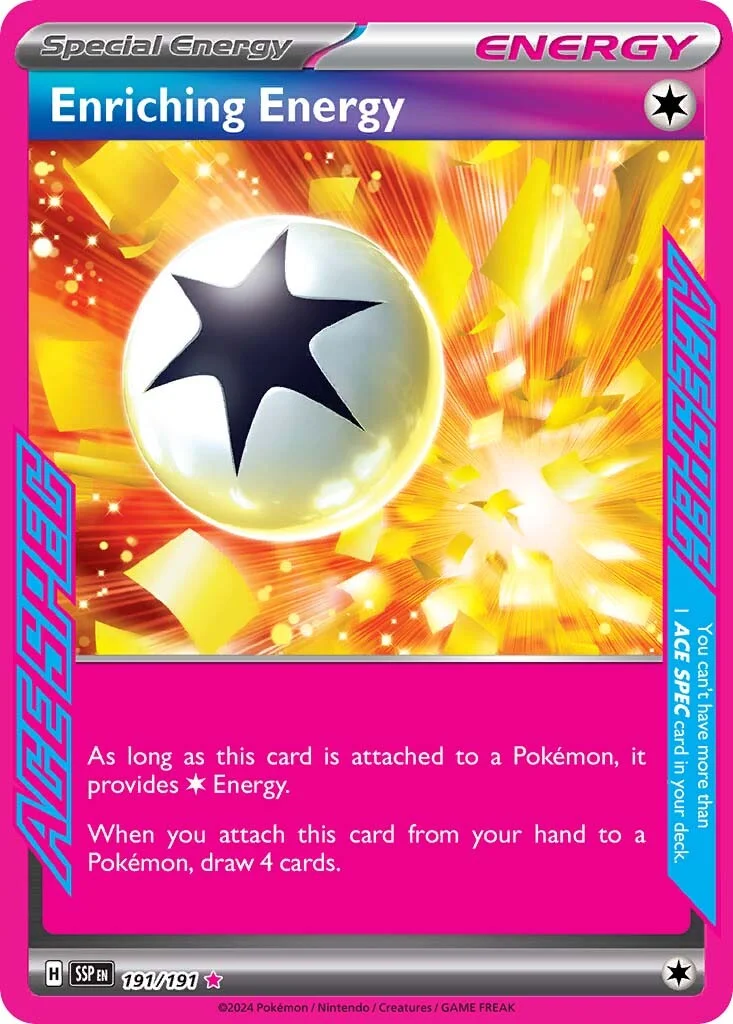 Special Energy
ENERGY
Enriching Energy
ACE SPEC
ACE SPEC
You can't have more than
1 ACE SPEC card in your deck.
As long as this card is attached to a Pokémon, it
provides Energy.
When you attach this card from your hand to a
Pokémon, draw 4 cards.
H SSP EN 191/191
©2024 Pokémon / Nintendo / Creatures / GAME FREAK